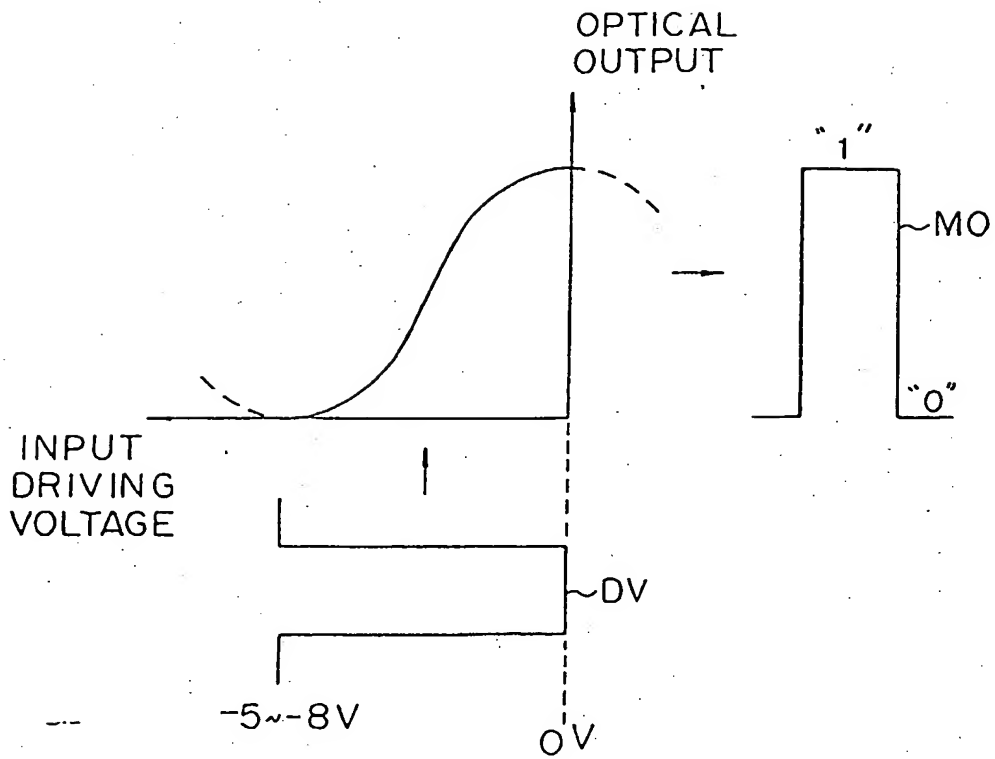 OPTICAL
OUTPUT
"1"
MO
"0"
INPUT
DRIVING
VOLTAGE
DV
-5~-8V
0V